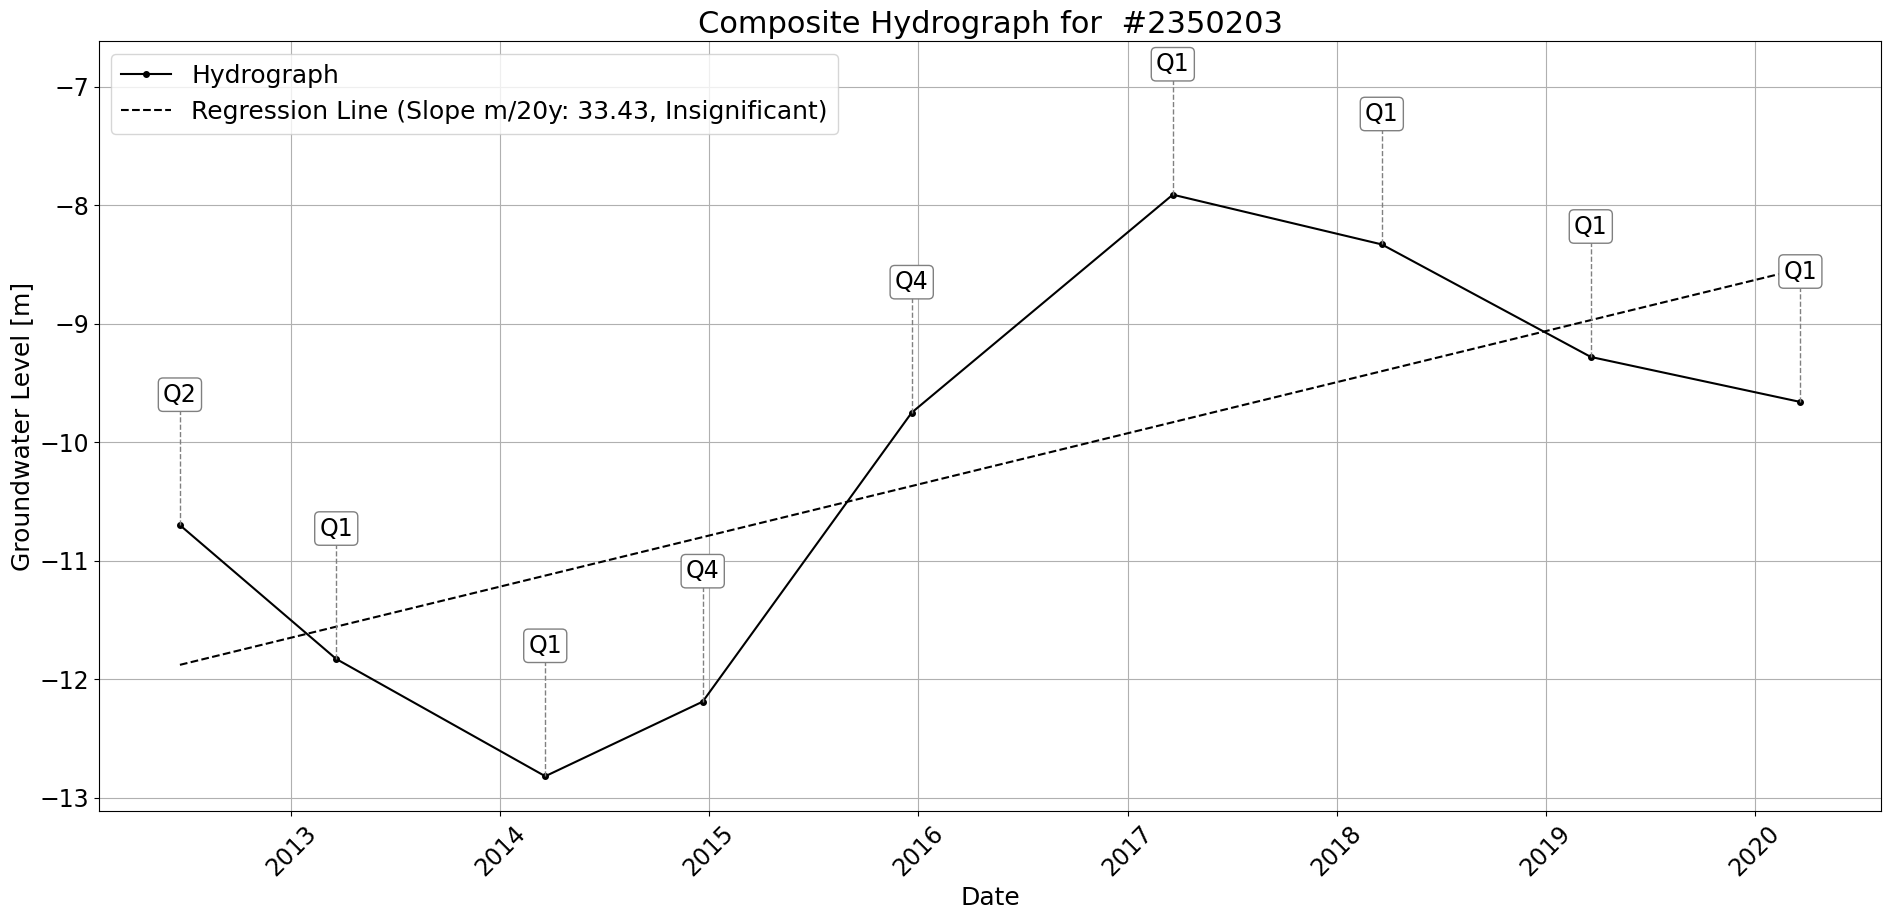 Composite Hydrograph for  #2350203
Hydrograph
Regression Line (Slope m/20y: 33.43, Insignificant)
Groundwater Level [m]
−7
−8
−9
−10
−11
−12
−13
Q2
Q1
Q1
Q4
Q4
Q1
Q1
Q1
Q1
2013
2014
2015
2016
2017
2018
2019
2020
Date